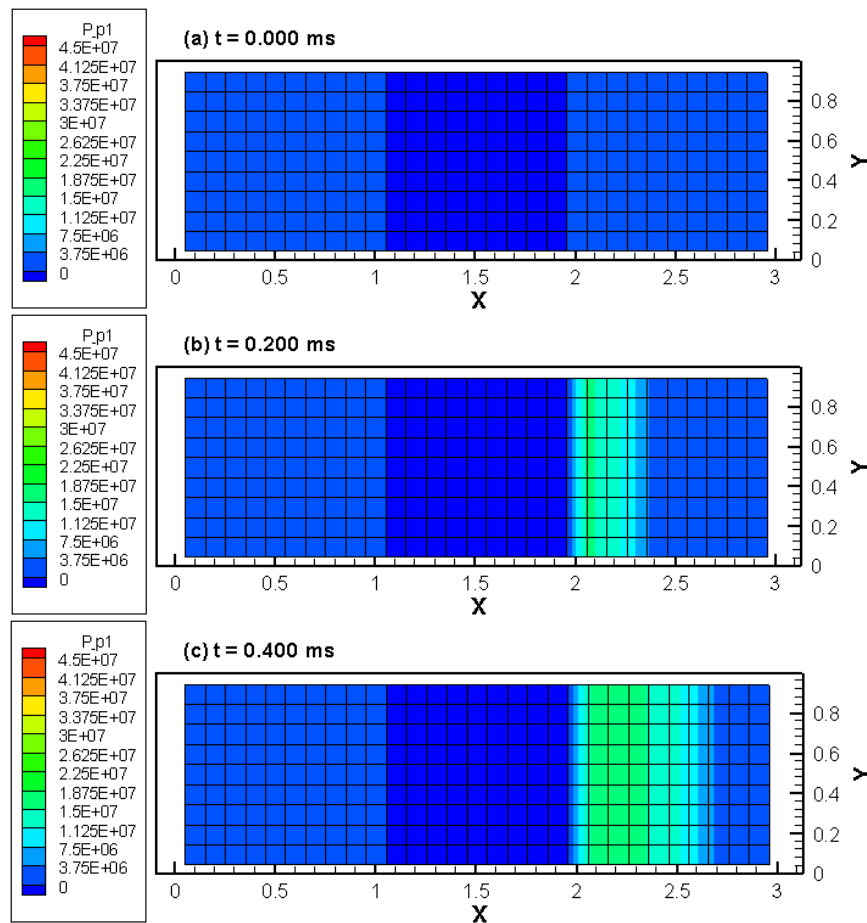 P_p1
4.5E+07
4.125E+07
3.75E+07
3.375E+07
3E+07
2.625E+07
2.25E+07
1.875E+07
1.5E+07
1.125E+07
7.5E+06
3.75E+06
0
(a) t = 0.000 ms
0.8
0.6
0.4
0.2
0
Y
0 0.5 1 1.5 2 2.5 3
X
P_p1
4.5E+07
4.125E+07
3.75E+07
3.375E+07
3E+07
2.625E+07
2.25E+07
1.875E+07
1.5E+07
1.125E+07
7.5E+06
3.75E+06
0
(b) t = 0.200 ms
0.8
0.6
0.4
0.2
0
Y
0 0.5 1 1.5 2 2.5 3
X
P_p1
4.5E+07
4.125E+07
3.75E+07
3.375E+07
3E+07
2.625E+07
2.25E+07
1.875E+07
1.5E+07
1.125E+07
7.5E+06
3.75E+06
0
(c) t = 0.400 ms
0.8
0.6
0.4
0.2
0
Y
0 0.5 1 1.5 2 2.5 3
X